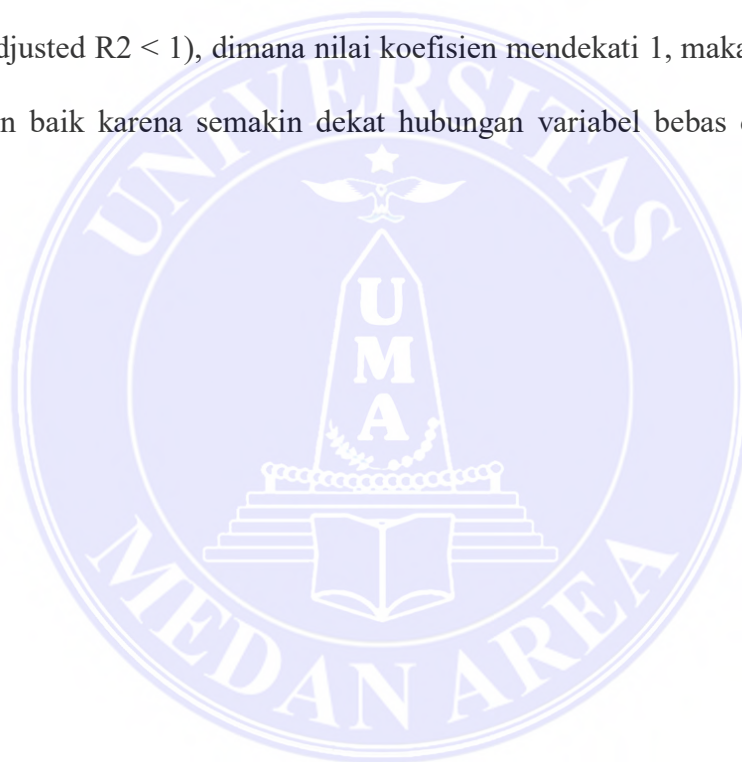 djusted R2 < 1), dimana nilai koefisien mendekati 1, maka
n baik karena semakin dekat hubungan variabel bebas
UNIVERSITAS
UMA
MEDAN AREA